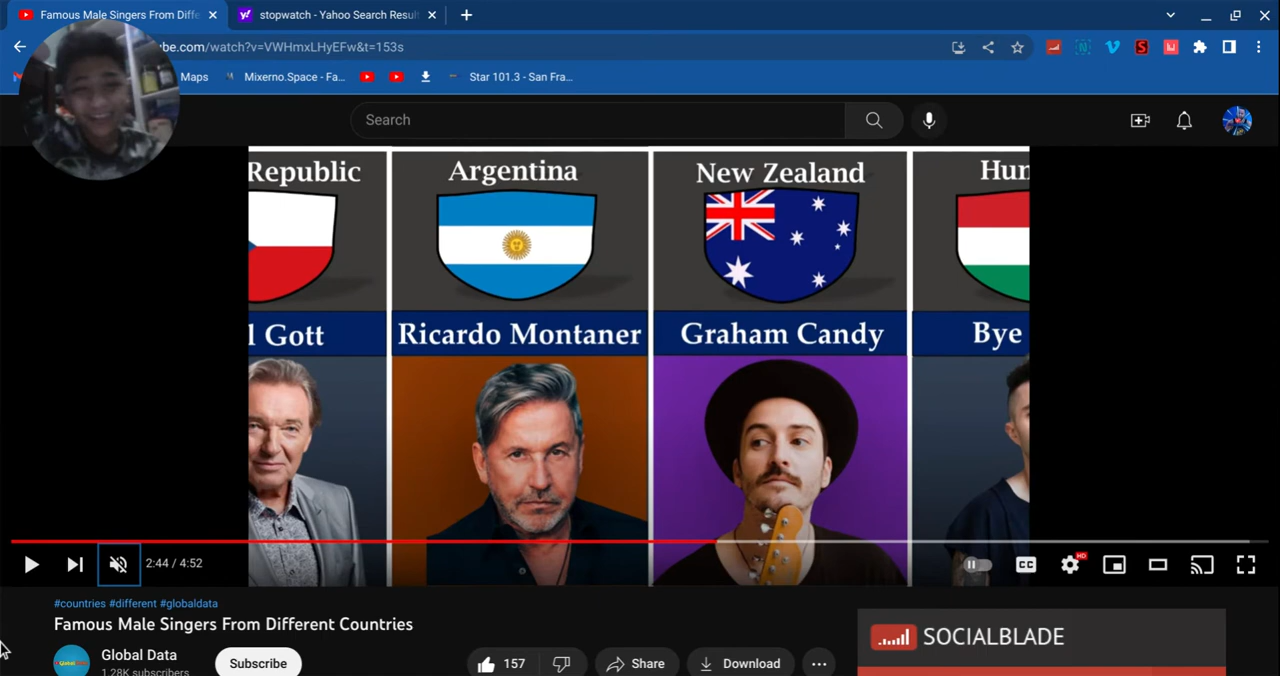 Famous Male Singers From Diffe
stopwatch - Yahoo Search Result
be.com/watch?v=VWHmxLHyEFw&t=153s
Maps
Mixerno.Space - Fa...
Star 101.3 - San Fra...
Search
Republic
Argentina
New Zealand
Hun
l Gott
Ricardo Montaner
Graham Candy
Bye
2:44 / 4:52
CC
HD
#countries #different #globaldata
Famous Male Singers From Different Countries
Global Data
1.28K subscribers
Subscribe
157
Share
Download
SOCIALBLADE